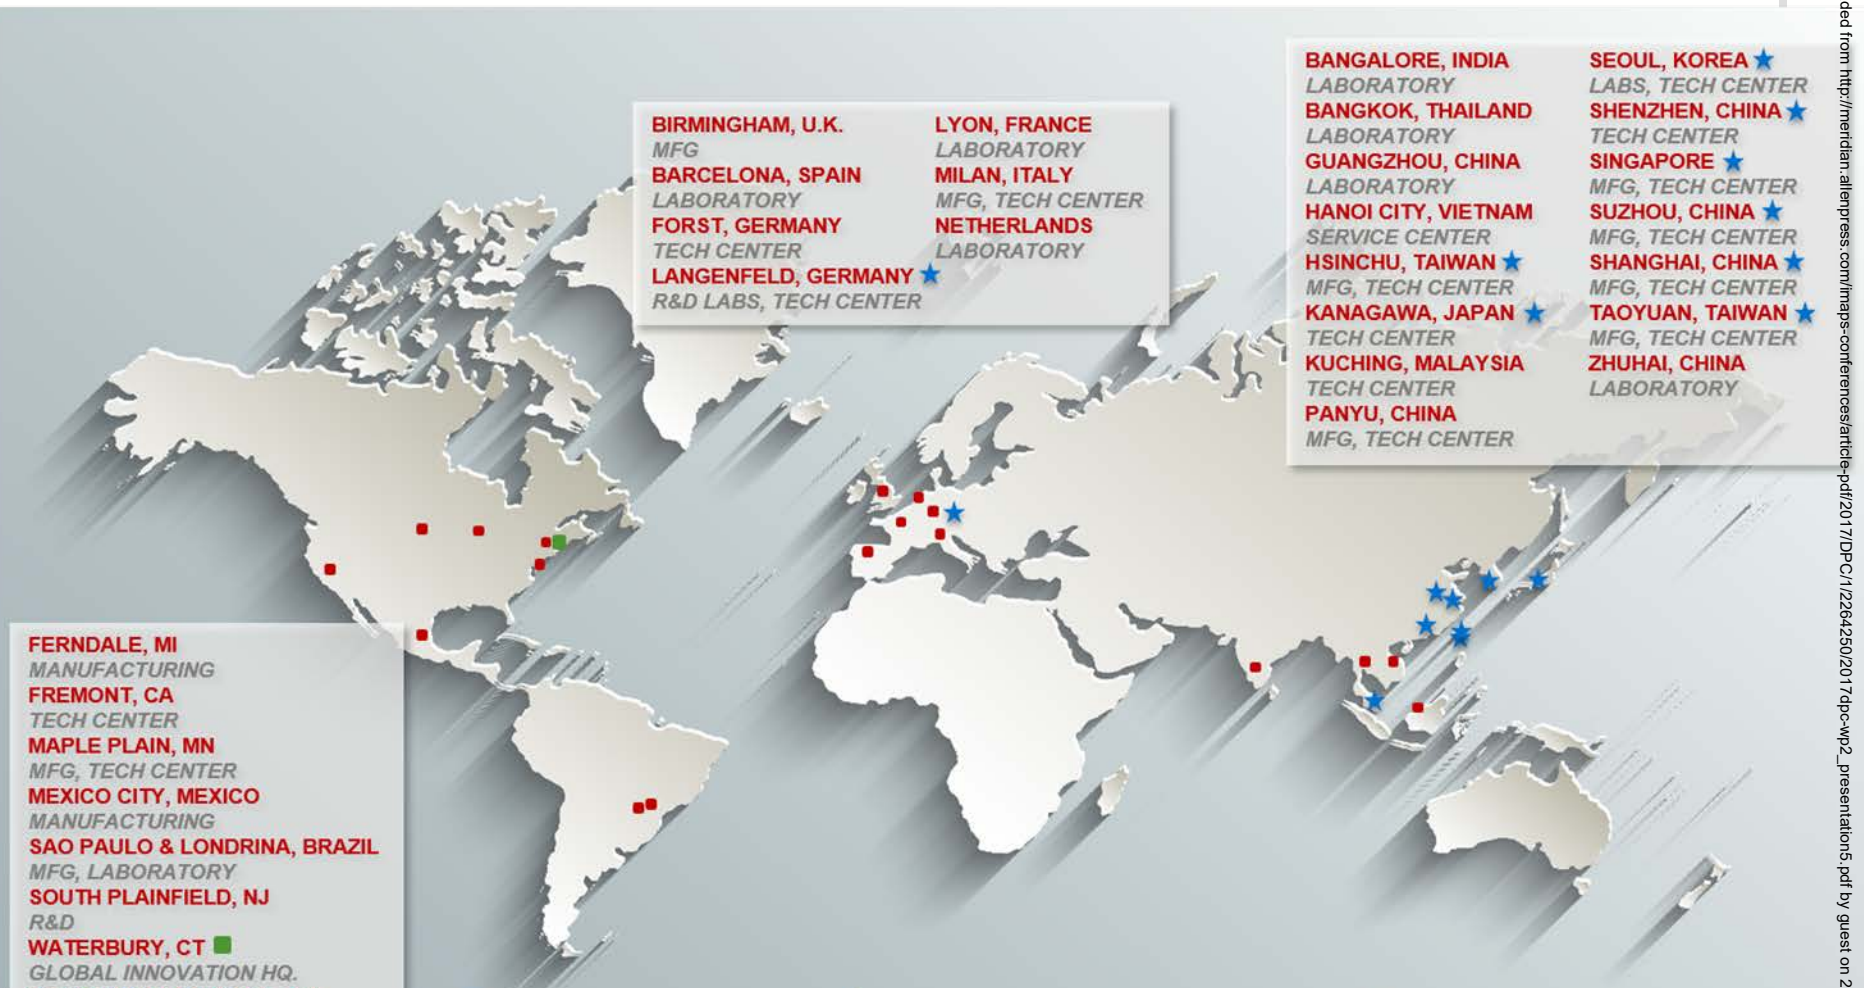 BIRMINGHAM, U.K.
MFG
BARCELONA, SPAIN
LABORATORY
FORST, GERMANY
TECH CENTER
LANGENFELD, GERMANY
R&D LABS, TECH CENTER
LYON, FRANCE
LABORATORY
MILAN, ITALY
MFG, TECH CENTER
NETHERLANDS
LABORATORY
BANGALORE, INDIA
LABORATORY
BANGKOK, THAILAND
LABORATORY
GUANGZHOU, CHINA
LABORATORY
HANOI CITY, VIETNAM
SERVICE CENTER
HSINCHU, TAIWAN
MFG, TECH CENTER
KANAGAWA, JAPAN
TECH CENTER
KUCHING, MALAYSIA
TECH CENTER
PANYU, CHINA
MFG, TECH CENTER
SEOUL, KOREA
LABS, TECH CENTER
SHENZHEN, CHINA
TECH CENTER
SINGAPORE
MFG, TECH CENTER
SUZHOU, CHINA
MFG, TECH CENTER
SHANGHAI, CHINA
MFG, TECH CENTER
TAOYUAN, TAIWAN
MFG, TECH CENTER
ZHUHAI, CHINA
LABORATORY
FERNDALE, MI
MANUFACTURING
FREMONT, CA
TECH CENTER
MAPLE PLAIN, MN
MFG, TECH CENTER
MEXICO CITY, MEXICO
MANUFACTURING
SAO PAULO & LONDRINA, BRAZIL
MFG, LABORATORY
SOUTH PLAINFIELD, NJ
R&D
WATERBURY, CT
GLOBAL INNOVATION HQ.
ded from http://meridian.allenpress.com/imaps-conferences/article-pdf/2017/DPC/1/2264250/2017dpc-wp2_presentation5.pdf by guest on 2